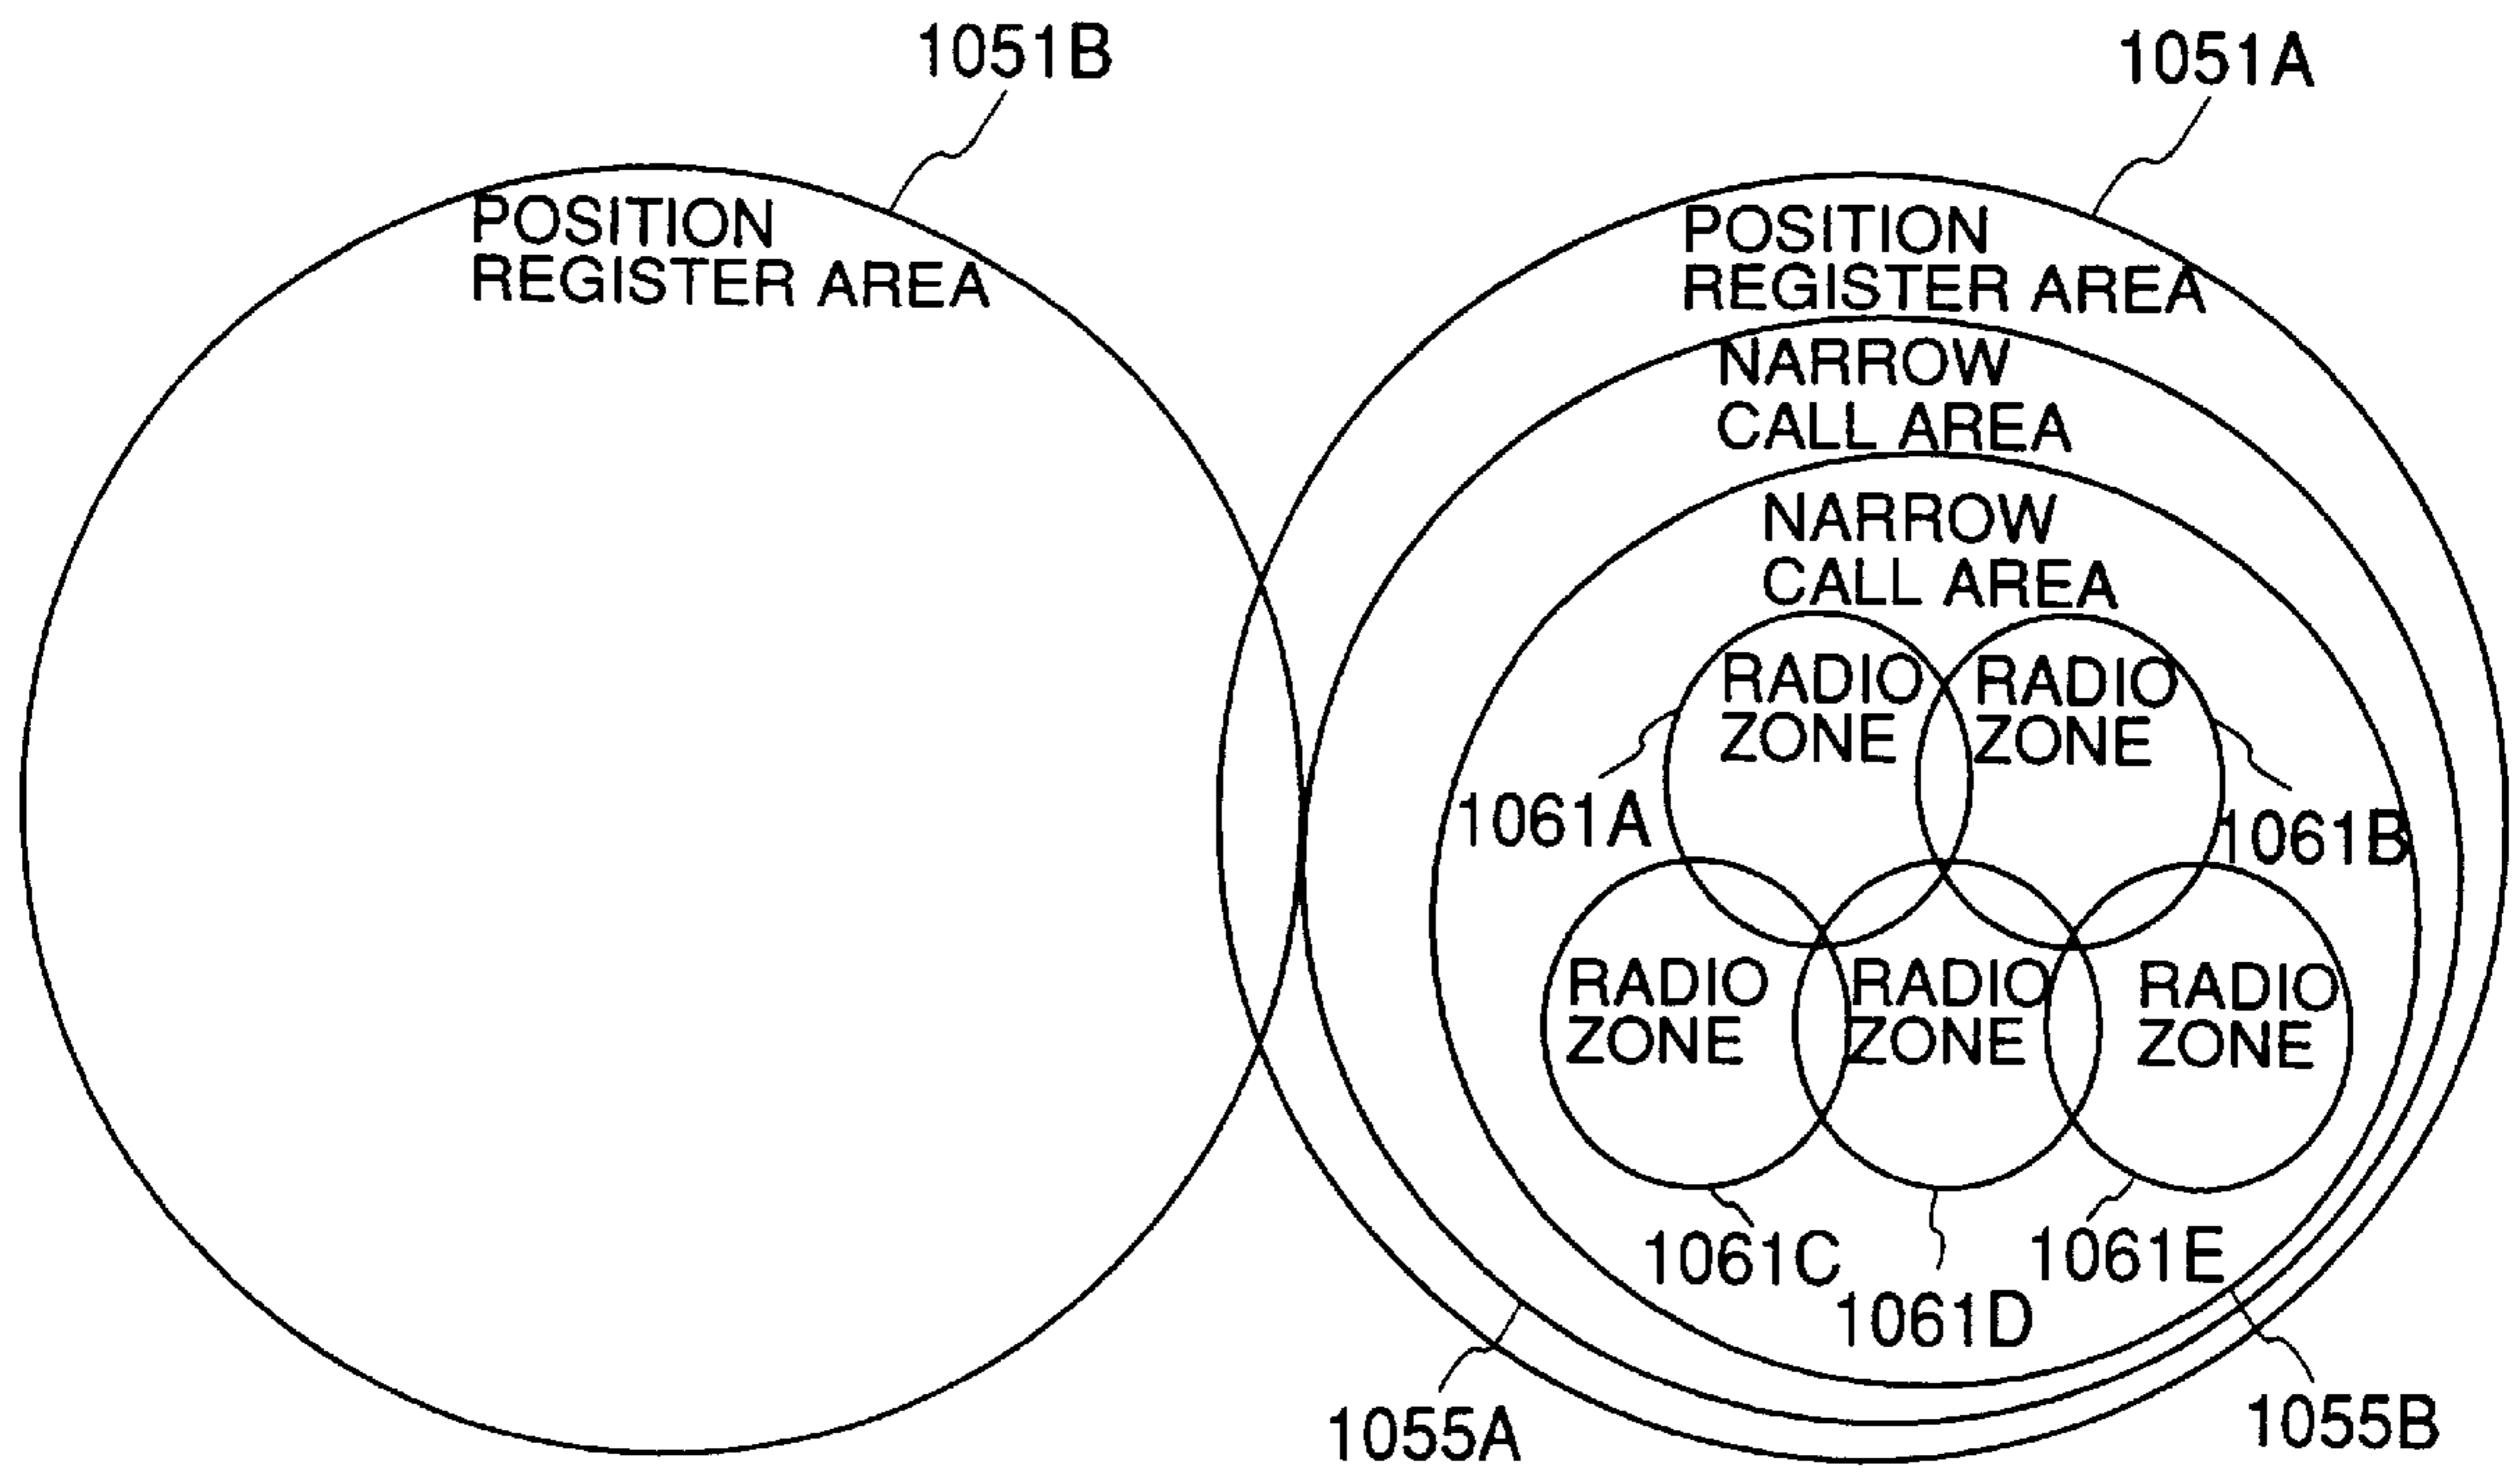 1051B
1051A
POSITION
REGISTER AREA
POSITION
REGISTER AREA
NARROW
CALL AREA
NARROW
CALL AREA
RADIO
ZONE
RADIO
ZONE
1061A
1061B
RADIO
ZONE
RADIO
ZONE
RADIO
ZONE
1061C
1061D
1061E
1055A
1055B